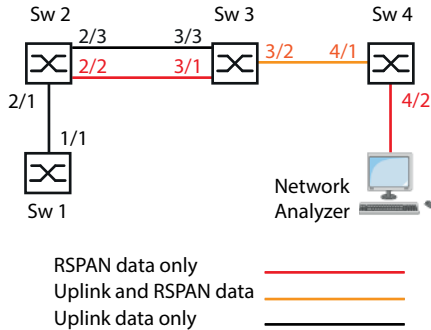 Sw 2
Sw 3
Sw 4
2/3
3/3
2/2
3/1
3/2
4/1
2/1
4/2
1/1
Sw 1
Network
Analyzer
RSPAN data only
Uplink and RSPAN data
Uplink data only